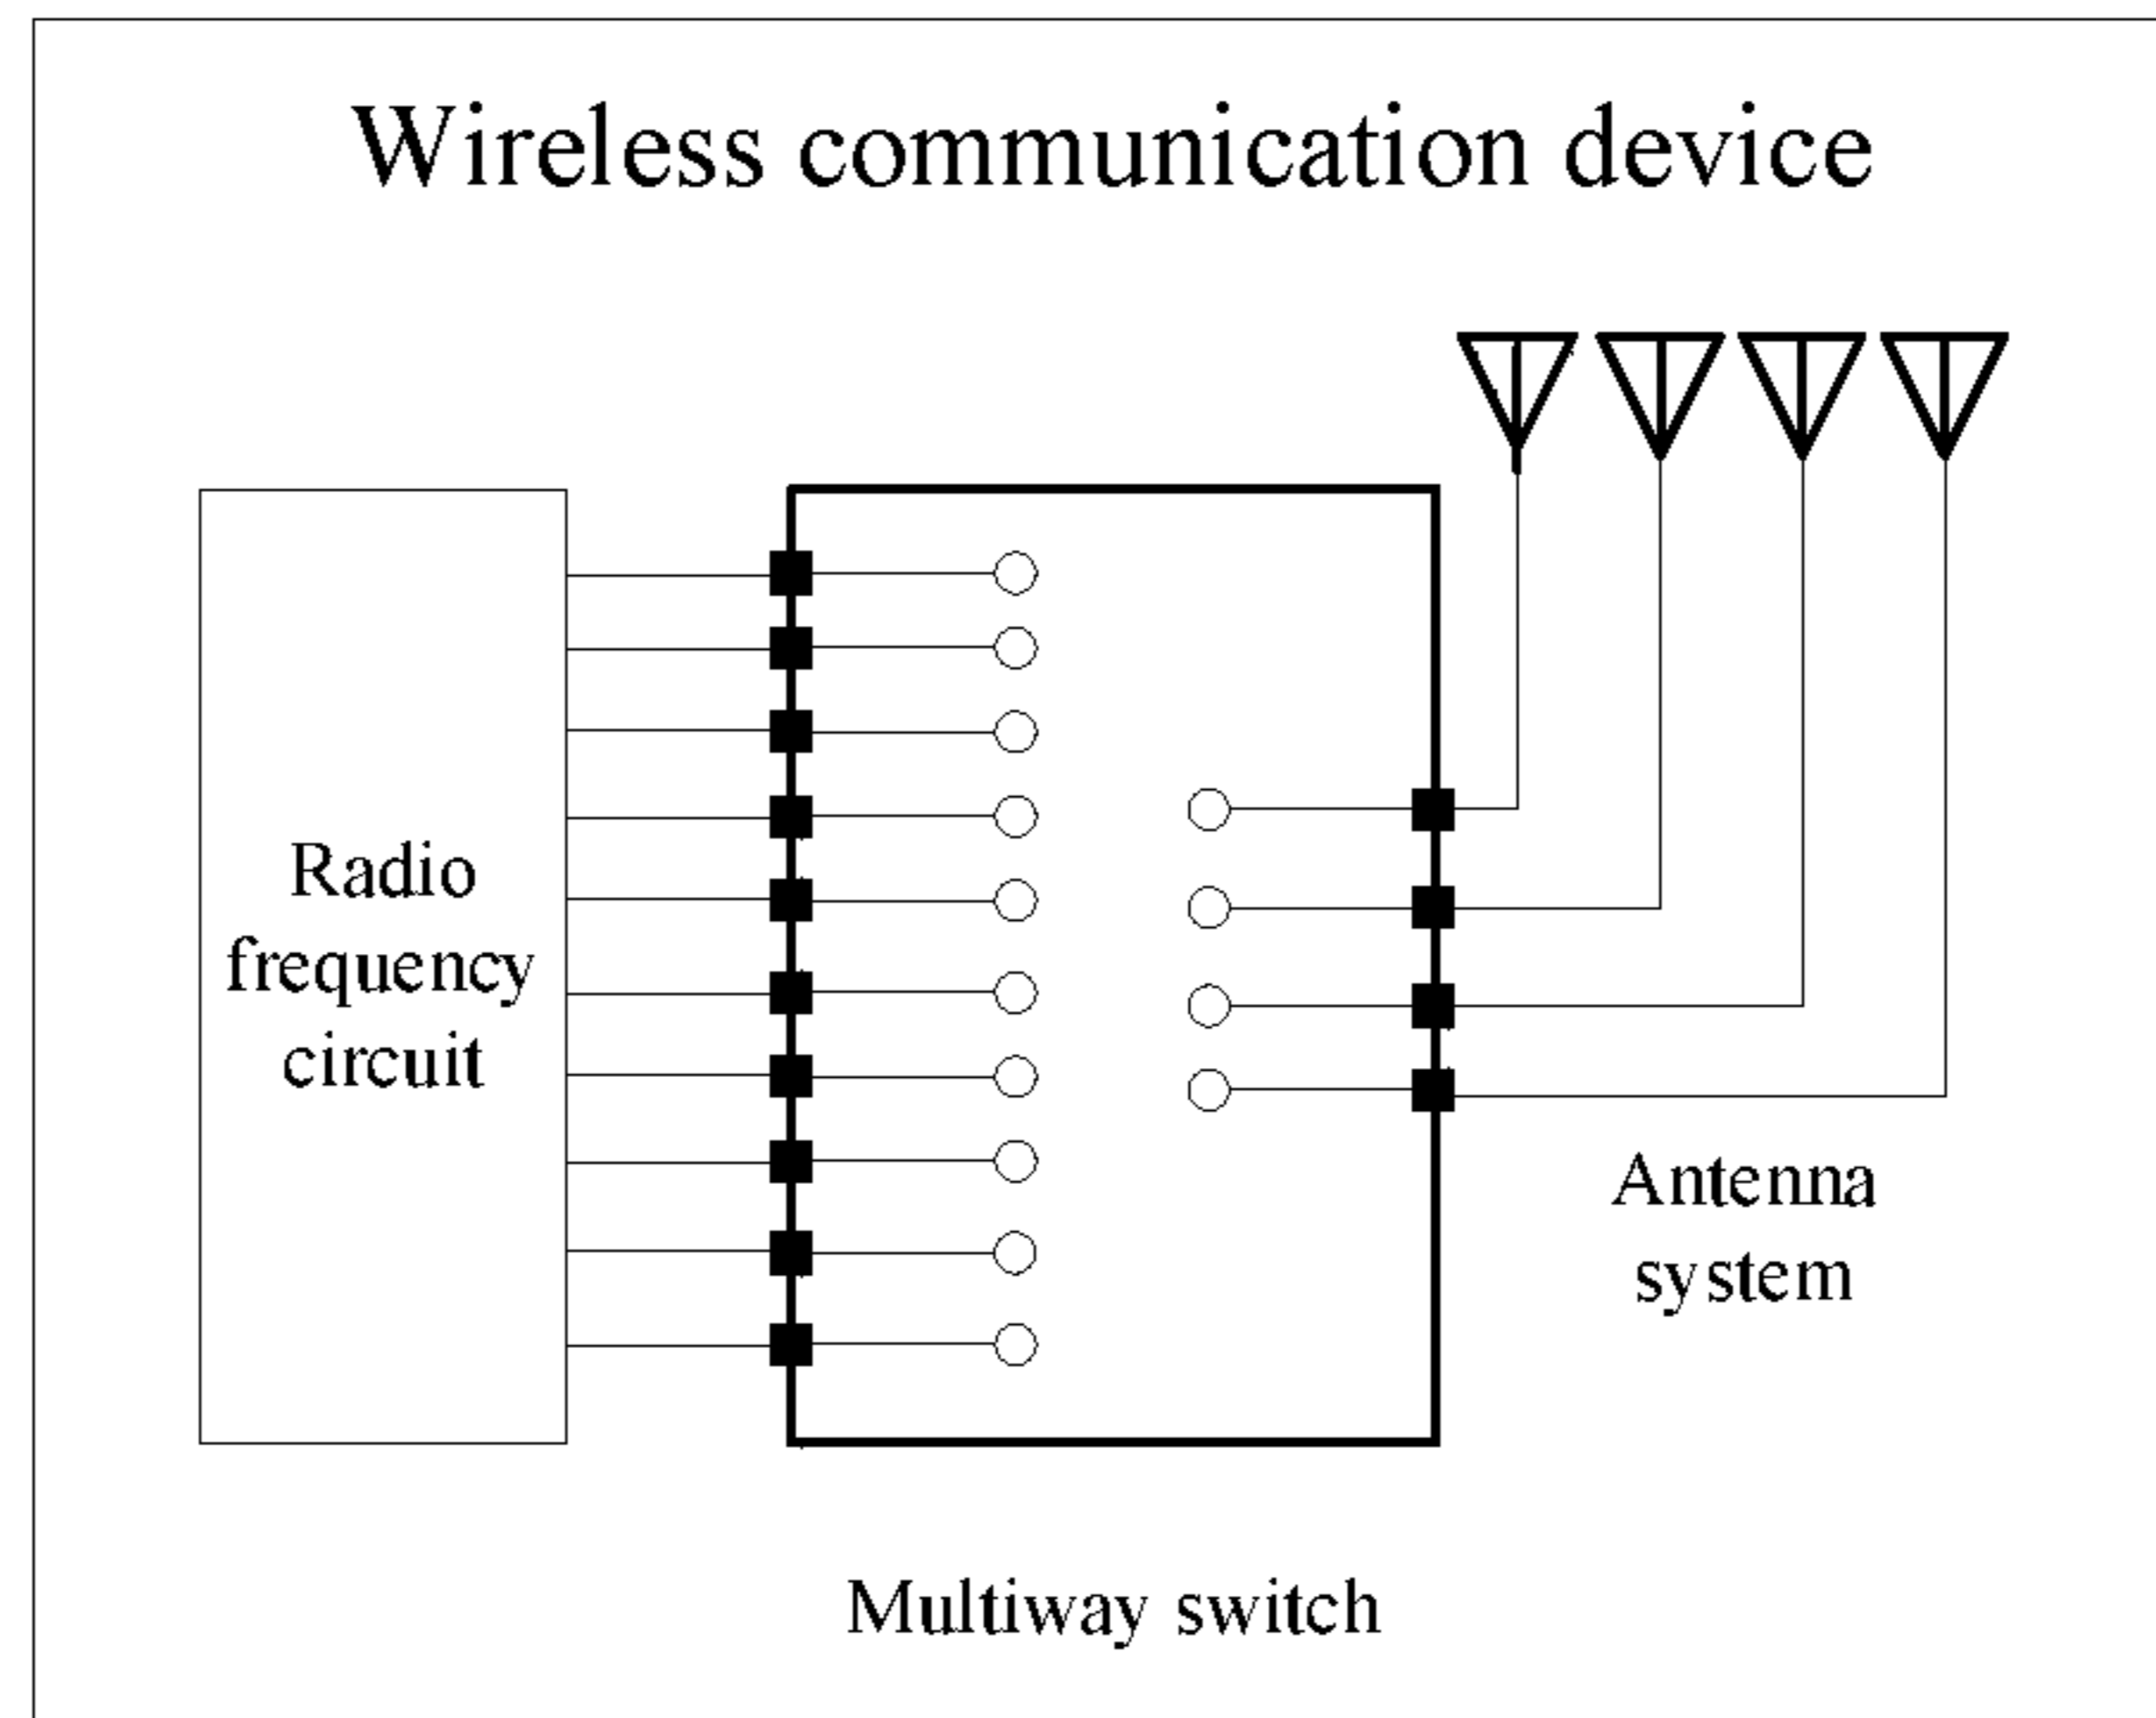 Wireless communication device
Radio
frequency
circuit
Antenna
system
Multiway switch